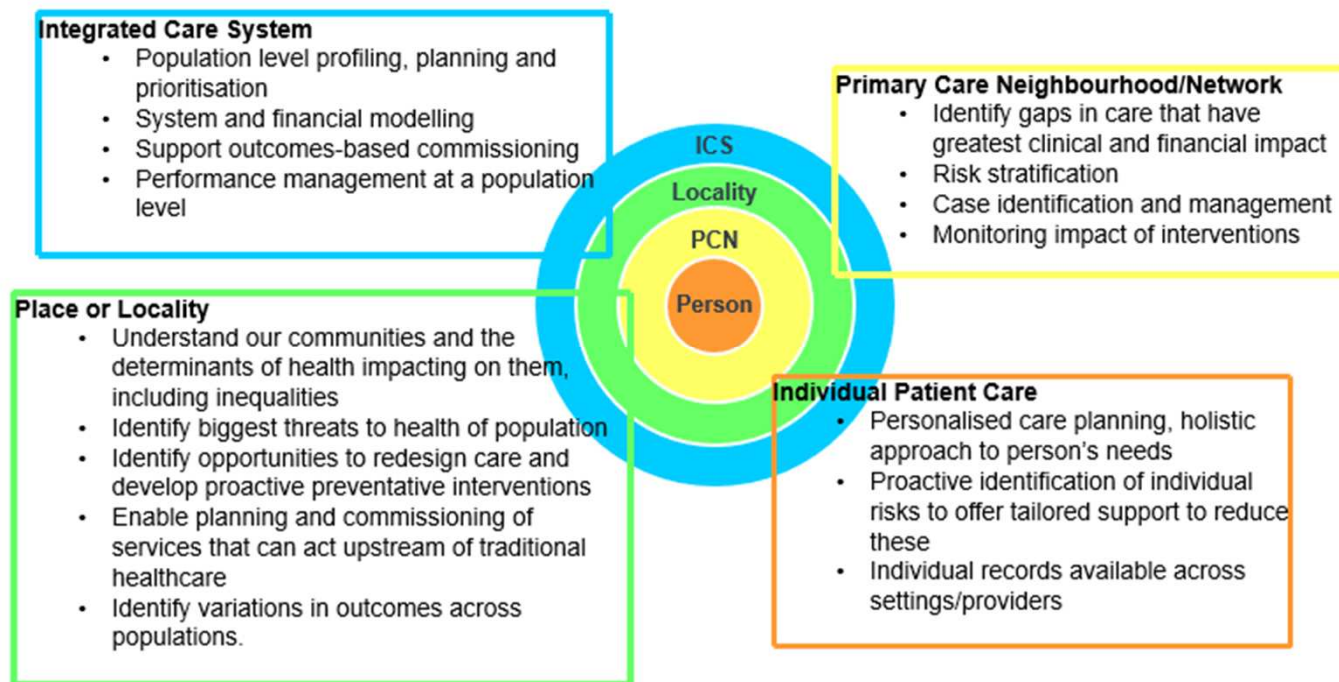 Integrated Care System
• Population level profiling, planning and
prioritisation
• System and financial modelling
• Support outcomes-based commissioning
• Performance management at a population
level
Primary Care Neighbourhood/Network
• Identify gaps in care that have
greatest clinical and financial impact
• Risk stratification
• Case identification and management
• Monitoring impact of interventions
ICS
Locality
PCN
Person
Place or Locality
• Understand our communities and the
determinants of health impacting on them,
including inequalities
• Identify biggest threats to health of population
• Identify opportunities to redesign care and
develop proactive preventative interventions
• Enable planning and commissioning of
services that can act upstream of traditional
healthcare
• Identify variations in outcomes across
populations.
Individual Patient Care
• Personalised care planning, holistic
approach to person's needs
• Proactive identification of individual
risks to offer tailored support to reduce
these
• Individual records available across
settings/providers